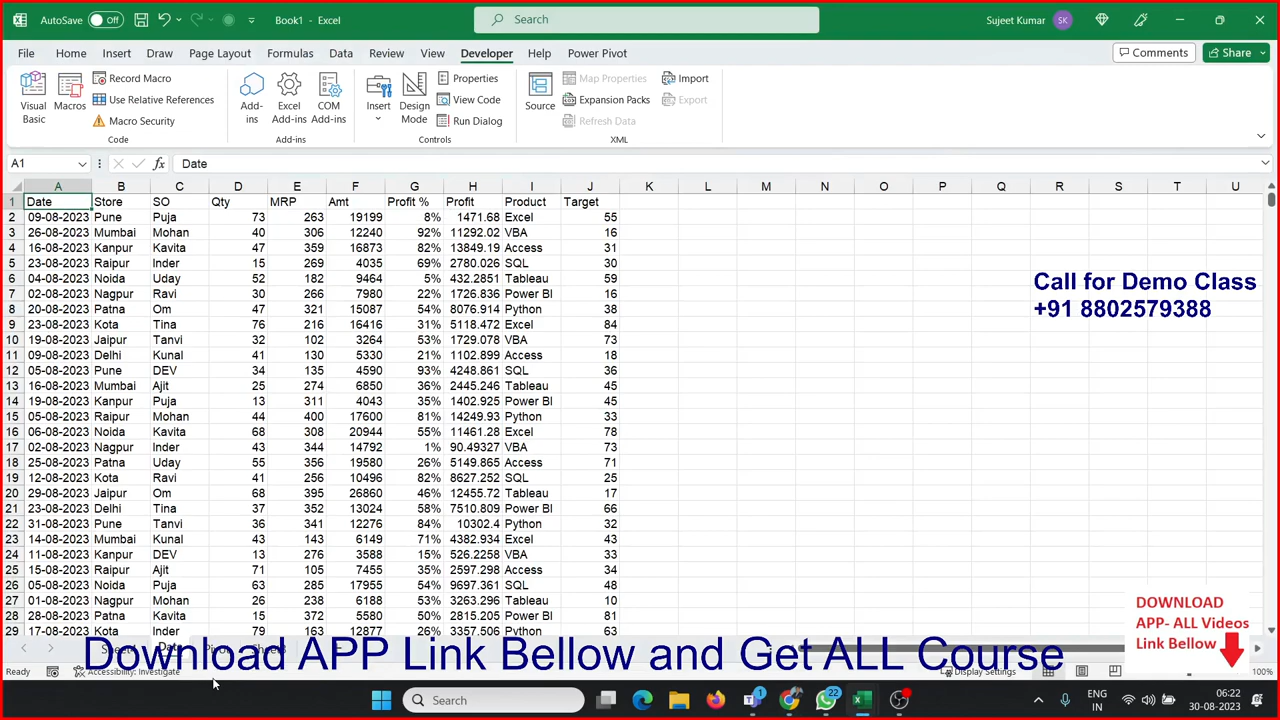 AutoSave Off Book1 - Excel Search Sujeet Kumar SK
File Home Insert Draw Page Layout Formulas Data Review View Developer Help Power Pivot Comments Share
Visual Basic Macros Record Macro Use Relative References Macro Security Code
Add-ins Excel Add-ins COM Add-ins Add-ins
Insert Design Mode Properties View Code Run Dialog Controls
Source Map Properties Expansion Packs Refresh Data Import Export XML
A1 fx Date
A B C D E F G H I J K L M N O P Q R S T U
1 Date Store SO Qty MRP Amt Profit % Profit Product Target
2 09-08-2023 Pune Puja 73 263 19199 8% 1471.68 Excel 55
3 26-08-2023 Mumbai Mohan 40 306 12240 92% 11292.02 VBA 16
4 16-08-2023 Kanpur Kavita 47 359 16873 82% 13849.19 Access 31
5 23-08-2023 Raipur Inder 15 269 4035 69% 2780.026 SQL 30
6 04-08-2023 Noida Uday 52 182 9464 5% 432.2851 Tableau 59
7 02-08-2023 Nagpur Ravi 30 266 7980 22% 1726.836 Power BI 16
8 20-08-2023 Patna Om 47 321 15087 54% 8076.914 Python 38
9 23-08-2023 Kota Tina 76 216 16416 31% 5118.472 Excel 84
10 19-08-2023 Jaipur Tanvi 32 102 3264 53% 1729.078 VBA 73
11 09-08-2023 Delhi Kunal 41 130 5330 21% 1102.899 Access 18
12 05-08-2023 Pune DEV 34 135 4590 93% 4248.861 SQL 36
13 16-08-2023 Mumbai Ajit 25 274 6850 36% 2445.246 Tableau 45
14 19-08-2023 Kanpur Puja 13 311 4043 35% 1402.925 Power BI 45
15 05-08-2023 Raipur Mohan 44 400 17600 81% 14249.93 Python 33
16 06-08-2023 Noida Kavita 68 308 20944 55% 11461.28 Excel 78
17 02-08-2023 Nagpur Inder 43 344 14792 1% 90.49327 VBA 73
18 25-08-2023 Patna Uday 55 356 19580 26% 5149.865 Access 71
19 12-08-2023 Kota Ravi 41 256 10496 82% 8627.252 SQL 25
20 29-08-2023 Jaipur Om 68 395 26860 46% 12455.72 Tableau 17
21 23-08-2023 Delhi Tina 37 352 13024 58% 7510.809 Power BI 66
22 31-08-2023 Pune Tanvi 36 341 12276 84% 10302.4 Python 32
23 14-08-2023 Mumbai Kunal 43 143 6149 71% 4382.934 Excel 43
24 11-08-2023 Kanpur DEV 13 276 3588 15% 526.2258 VBA 33
25 15-08-2023 Raipur Ajit 71 105 7455 35% 2597.298 Access 34
26 05-08-2023 Noida Puja 63 285 17955 54% 9697.361 SQL 48
27 01-08-2023 Nagpur Mohan 26 238 6188 53% 3263.296 Tableau 10
28 28-08-2023 Patna Kavita 15 372 5580 50% 2815.205 Power BI 81
29 17-08-2023 Kota Inder 79 163 12877 26% 3357.506 Python 63
Call for Demo Class
+91 8802579388
DOWNLOAD
APP- ALL Videos
Link Bellow
Download APP Link Bellow and Get ALL Course
Ready Accessibility: Investigate Display Settings 100%
Search 1 22 ENG IN 06:22 30-08-2023